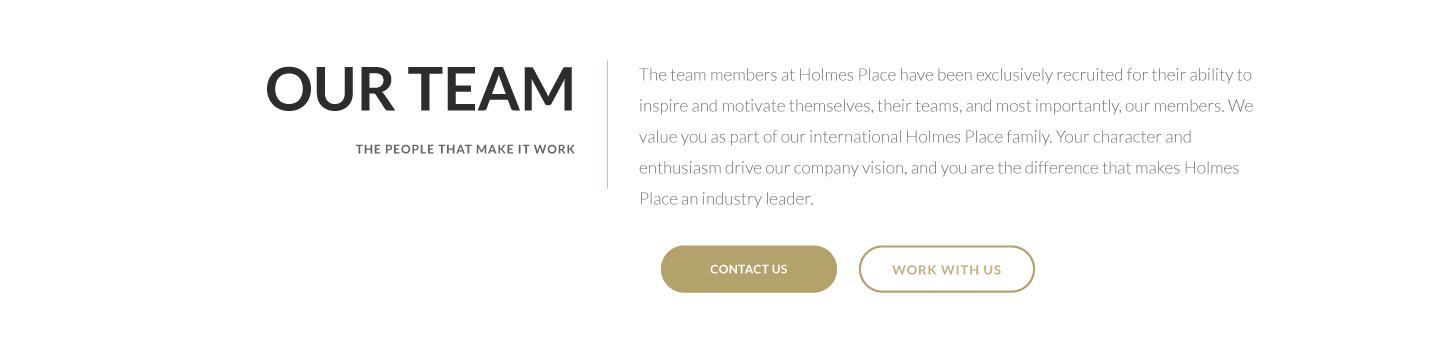 OUR TEAM
THE PEOPLE THAT MAKE IT WORK
The team members at Holmes Place have been exclusively recruited for their ability to
inspire and motivate themselves, their teams, and most importantly, our members. We
value you as part of our international Holmes Place family. Your character and
enthusiasm drive our company vision, and you are the difference that makes Holmes
Place an industry leader.
CONTACT US
WORK WITH US